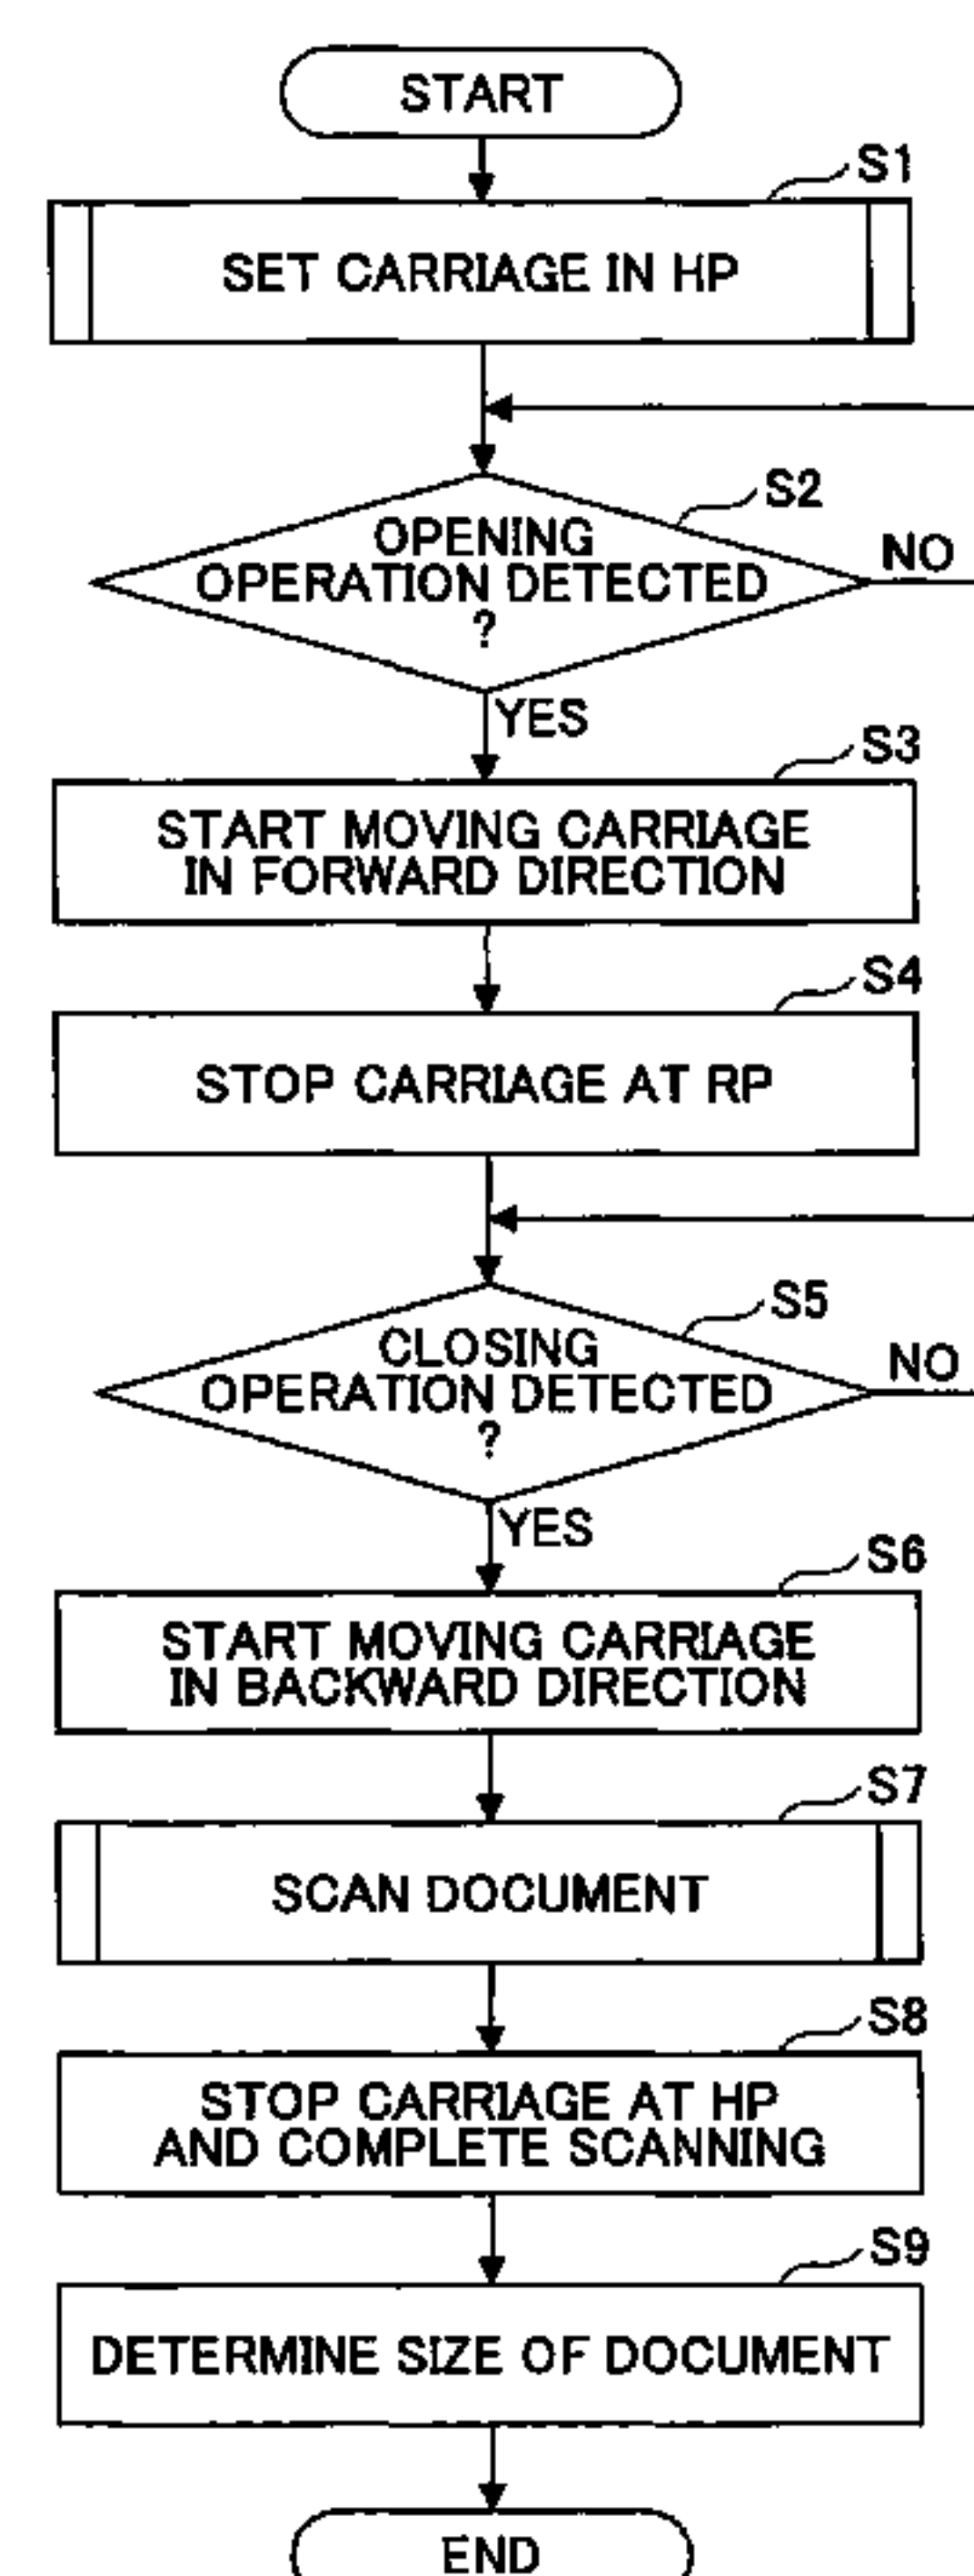 START
S1
SET CARRIAGE IN HP
S2
OPENING
OPERATION DETECTED
?
NO
YES
S3
START MOVING CARRIAGE
IN FORWARD DIRECTION
S4
STOP CARRIAGE AT RP
S5
CLOSING
OPERATION DETECTED
?
NO
YES
S6
START MOVING CARRIAGE
IN BACKWARD DIRECTION
S7
SCAN DOCUMENT
S8
STOP CARRIAGE AT HP
AND COMPLETE SCANNING
S9
DETERMINE SIZE OF DOCUMENT
END